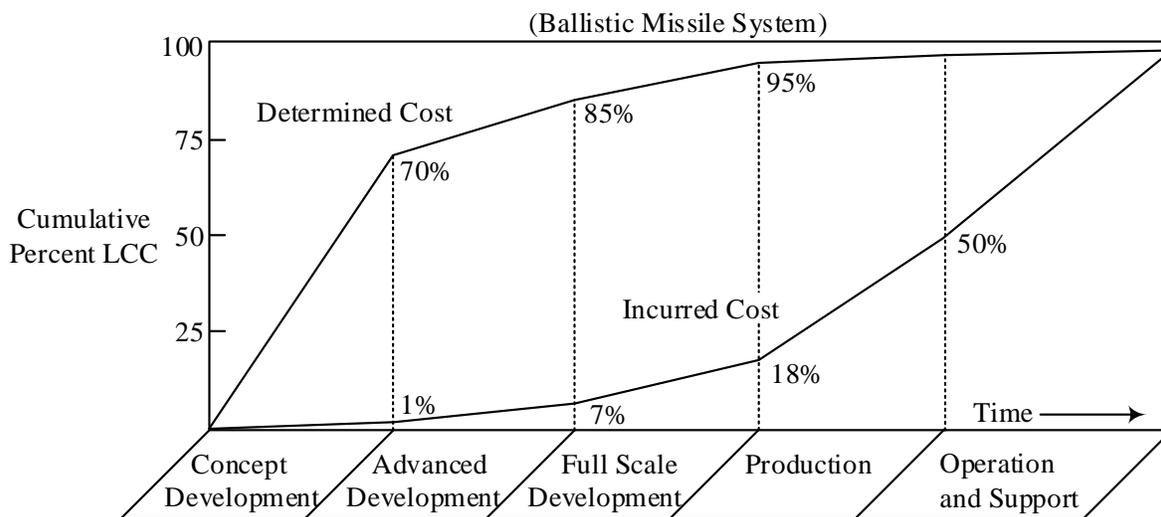 (Ballistic Missile System)
100
Determined Cost
95%
85%
75
70%
Cumulative
Percent LCC
50
50%
Incurred Cost
25
18%
1%
7%
Time
Concept
Development
Advanced
Development
Full Scale
Development
Production
Operation
and Support